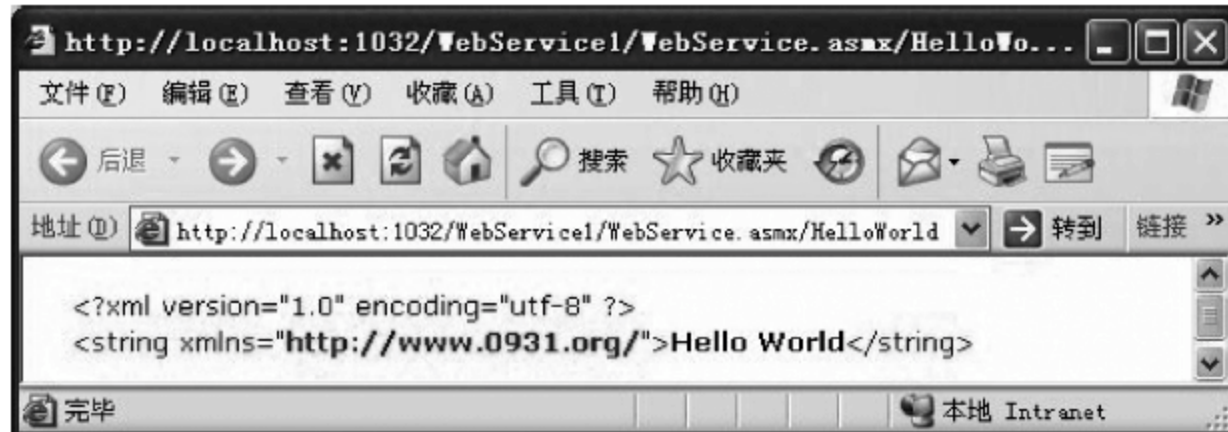 http://localhost:1032/WebService1/WebService.asmx/HelloWo...
文件(F) 编辑(E) 查看(V) 收藏(A) 工具(T) 帮助(H)
后退 搜索 收藏夹
地址(D) http://localhost:1032/WebService1/WebService.asmx/HelloWorld 转到 链接 »
<?xml version="1.0" encoding="utf-8" ?>
<string xmlns="http://www.0931.org/">Hello World</string>
完毕 本地 Intranet